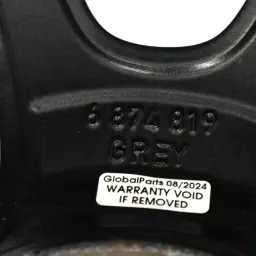 6 874 819
GREY
GlobalParts 08/2024
WARRANTY VOID
IF REMOVED